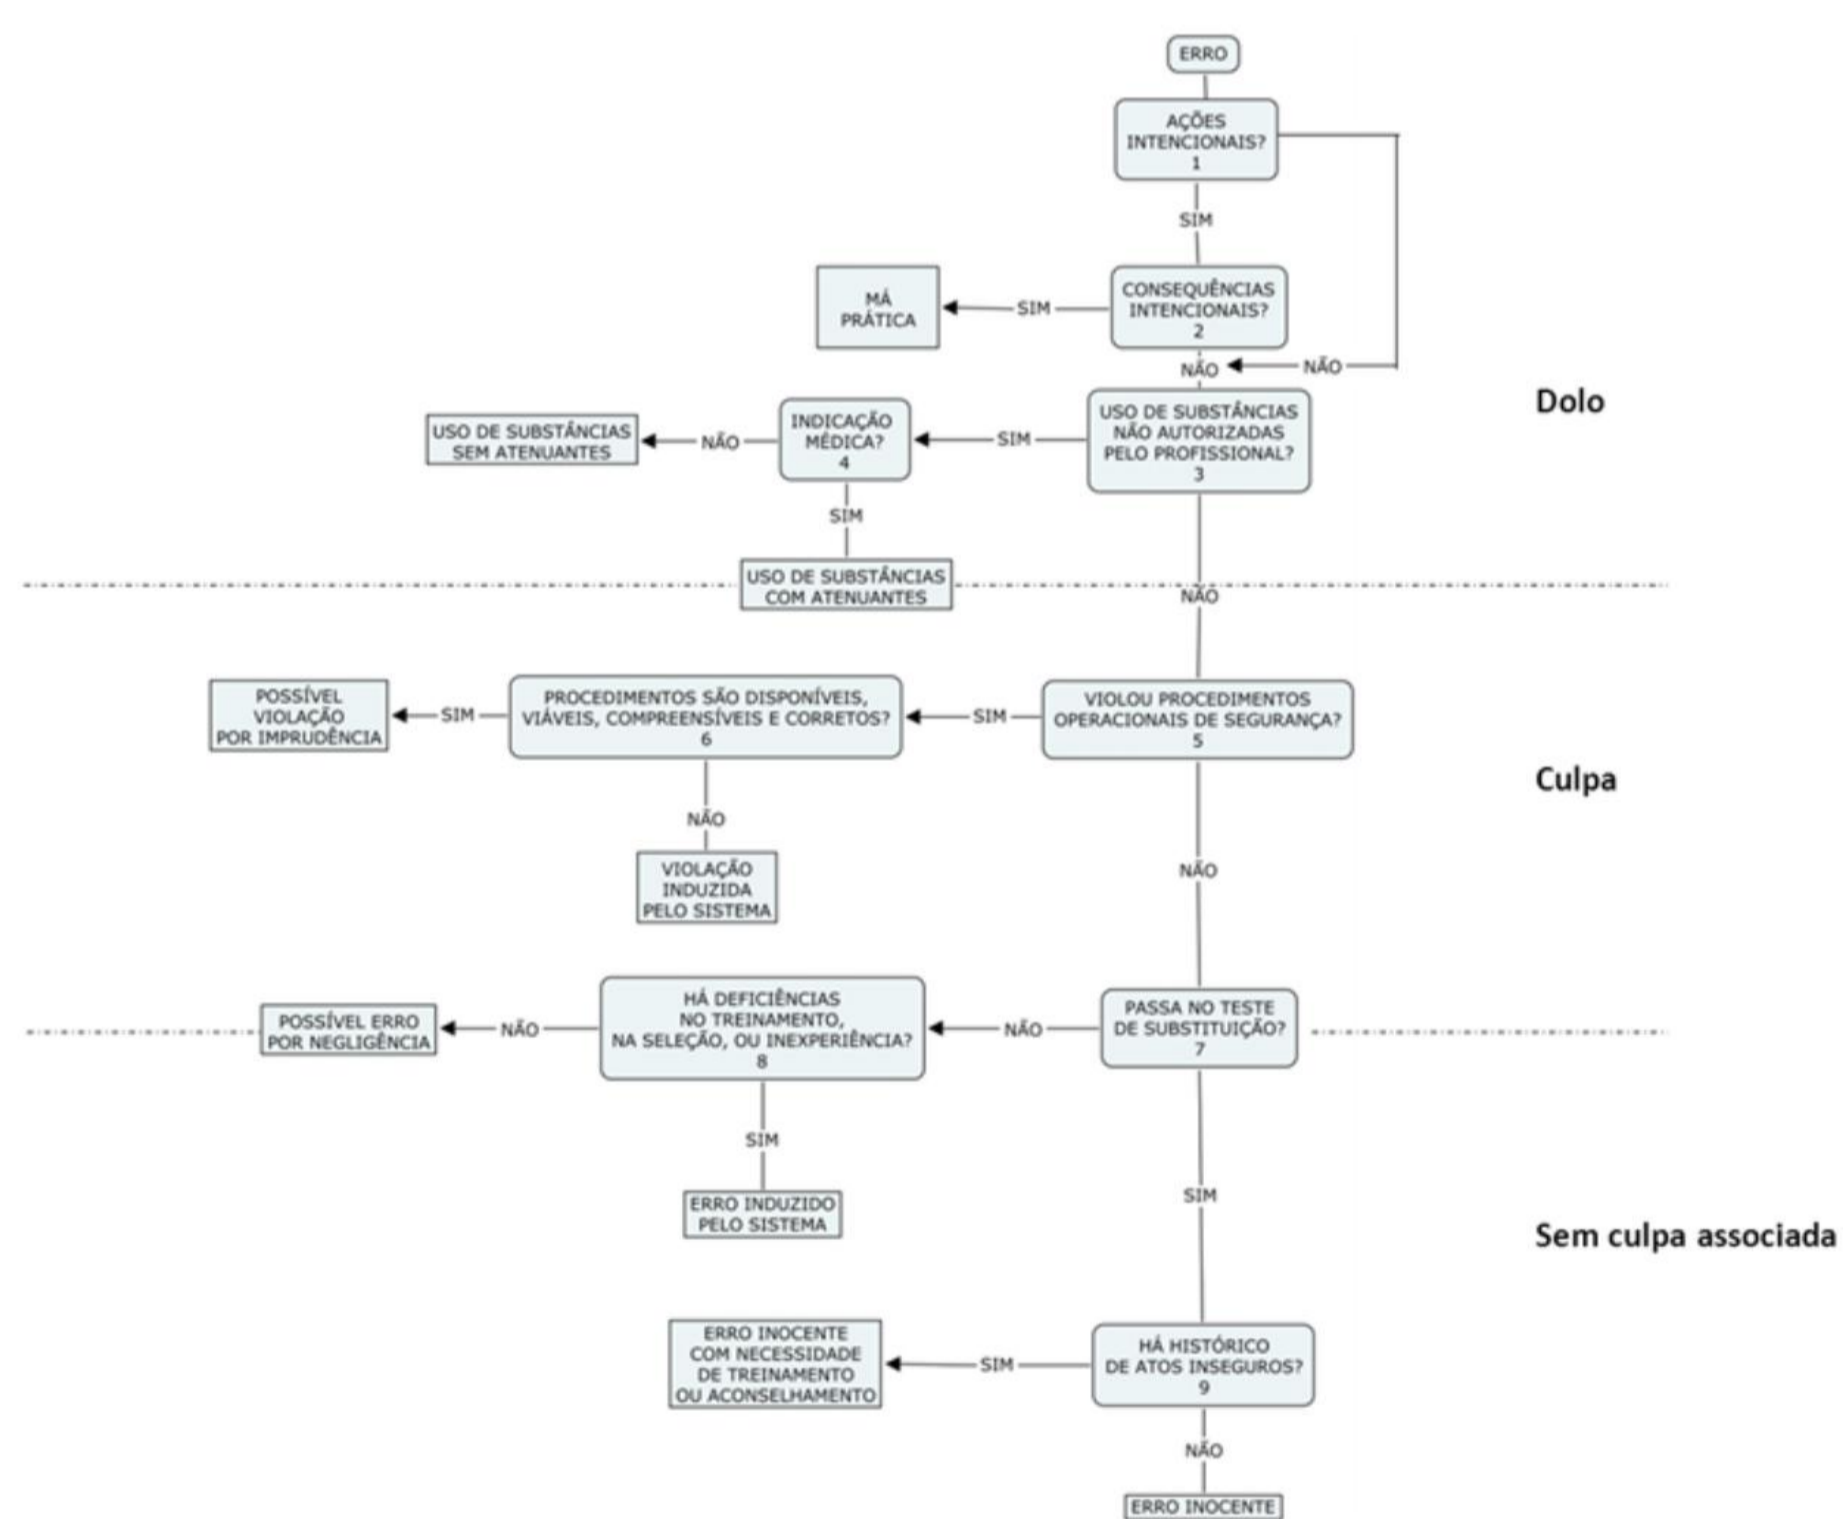 ERRO
AÇÕES
INTENCIONAIS?
1
SIM
MÁ
PRÁTICA
SIM
CONSEQUÊNCIAS
INTENCIONAIS?
2
NÃO
NÃO
Dolo
USO DE SUBSTÂNCIAS
SEM ATENUANTES
NÃO
INDICAÇÃO
MÉDICA?
4
SIM
USO DE SUBSTÂNCIAS
NÃO AUTORIZADAS
PELO PROFISSIONAL?
3
SIM
USO DE SUBSTÂNCIAS
COM ATENUANTES
NÃO
POSSÍVEL
VIOLAÇÃO
POR IMPRUDÊNCIA
SIM
PROCEDIMENTOS SÃO DISPONÍVEIS,
VIÁVEIS, COMPREENSÍVEIS E CORRETOS?
6
SIM
VIOLOU PROCEDIMENTOS
OPERACIONAIS DE SEGURANÇA?
5
Culpa
NÃO
VIOLAÇÃO
INDUZIDA
PELO SISTEMA
NÃO
POSSÍVEL ERRO
POR NEGLIGÊNCIA
NÃO
HÁ DEFICIÊNCIAS
NO TREINAMENTO,
NA SELEÇÃO, OU INEXPERIÊNCIA?
8
NÃO
PASSA NO TESTE
DE SUBSTITUIÇÃO?
7
SIM
ERRO INDUZIDO
PELO SISTEMA
SIM
Sem culpa associada
ERRO INOCENTE
COM NECESSIDADE
DE TREINAMENTO
OU ACONSELHAMENTO
SIM
HÁ HISTÓRICO
DE ATOS INSEGUROS?
9
NÃO
ERRO INOCENTE